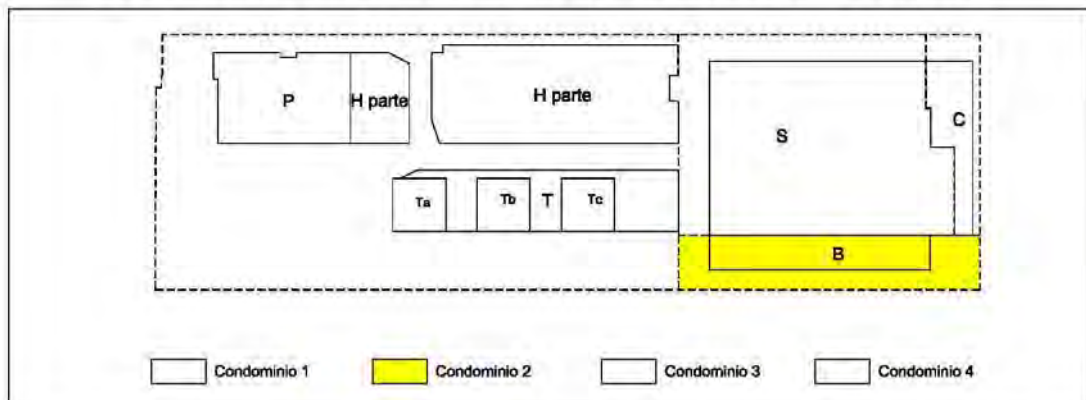 P
H parte
H parte
S
C
Ta
Tb
T
Tc
B
Condominio 1
Condominio 2
Condominio 3
Condominio 4